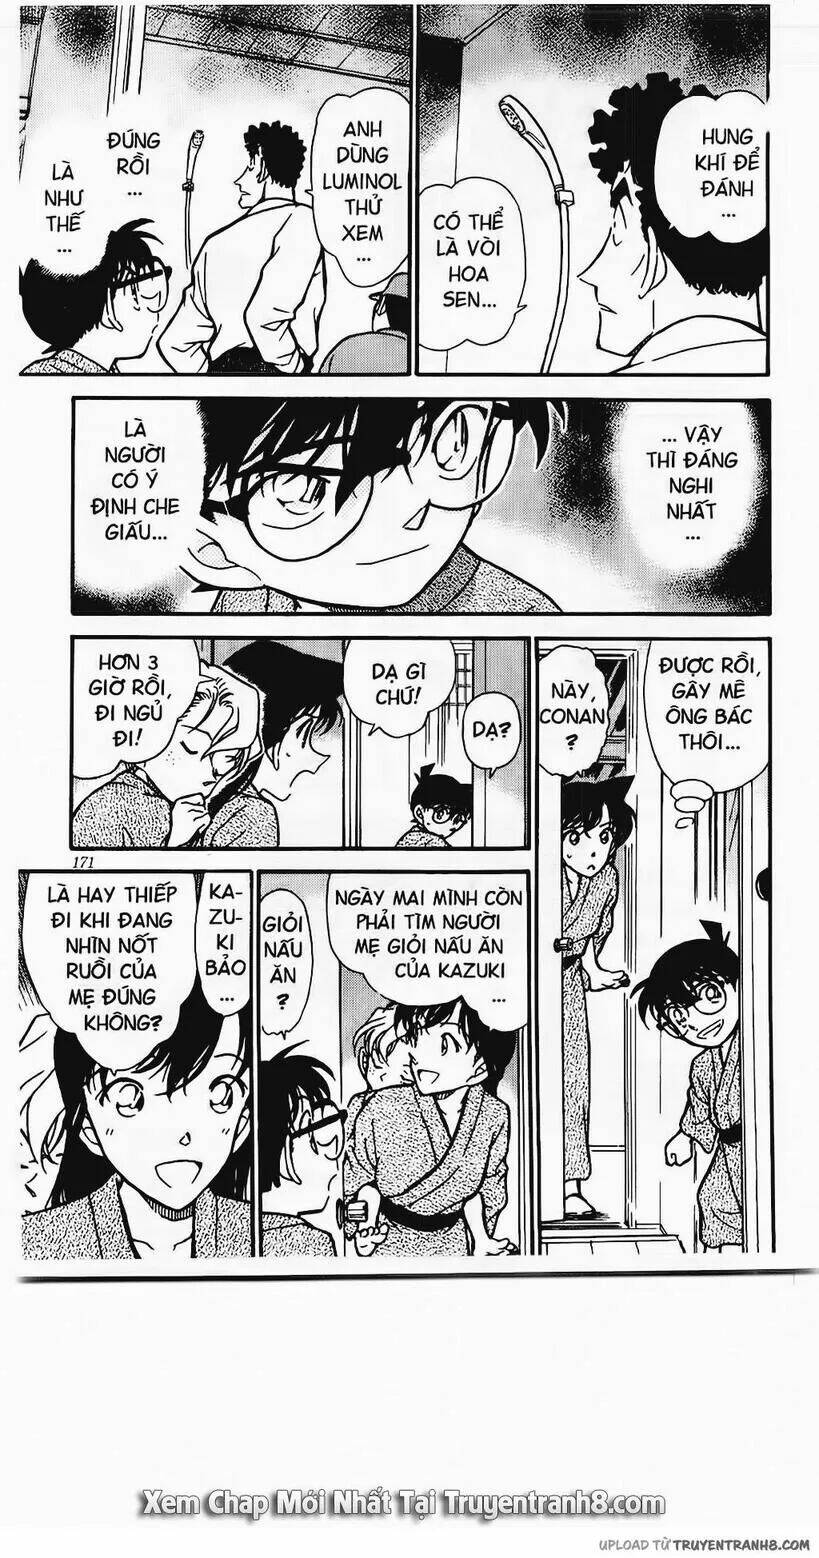 HUNG
KHÍ ĐỂ
ĐÁNH
...
CÓ THỂ
LÀ VÒI
HOA
SEN...
ANH
DÙNG
LUMINOL
THỬ
XEM
...
ĐÚNG
RỒI
...
LÀ
NHƯ
THẾ
...
... VẬY
THÌ ĐÁNG
NGHI
NHẤT
...
LÀ
NGƯỜI
CÓ Ý
ĐỊNH CHE
GIẤU...
ĐƯỢC RỒI,
GÂY MÊ
ÔNG BÁC
THÔI...
NÀY,
CONAN
?
DẠ?
DẠ GÌ
CHỨ!
HƠN 3
GIỜ RỒI,
ĐI NGỦ
ĐI!
171
NGÀY MAI MÌNH CÒN
PHẢI TÌM NGƯỜI
MẸ GIỎI NẤU ĂN
CỦA KAZUKI
...
GIỎI
NẤU
ĂN
?
KA-
ZU-
KI
BẢO
...
LÀ HAY THIẾP
ĐI KHI ĐANG
NHÌN NỐT
RUỒI CỦA
MẸ ĐÚNG
KHÔNG?
Xem Chap Mới Nhất Tại Truyentranh8.com
UPLOAD TỪ TRUYENTRANH8.COM